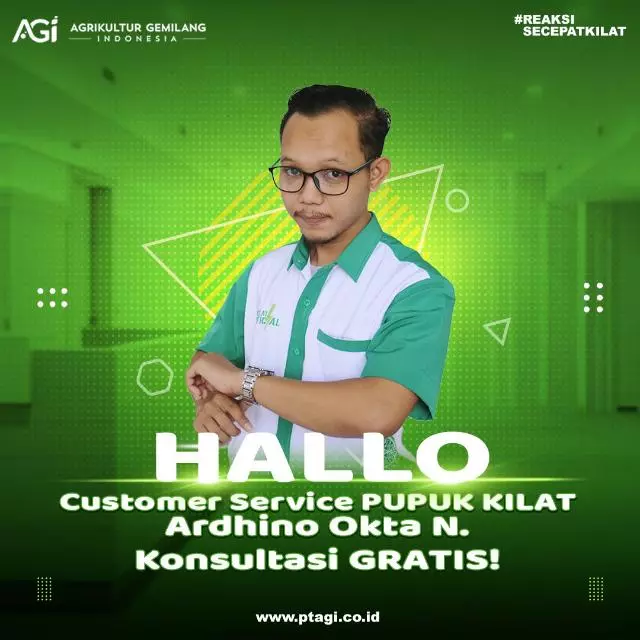 AGi AGRIKULTUR GEMILANG
INDONESIA
#REAKSI
SECEPATKILAT
HALLO
Customer Service PUPUK KILAT
Ardhino Okta N.
Konsultasi GRATIS!
www.ptagi.co.id